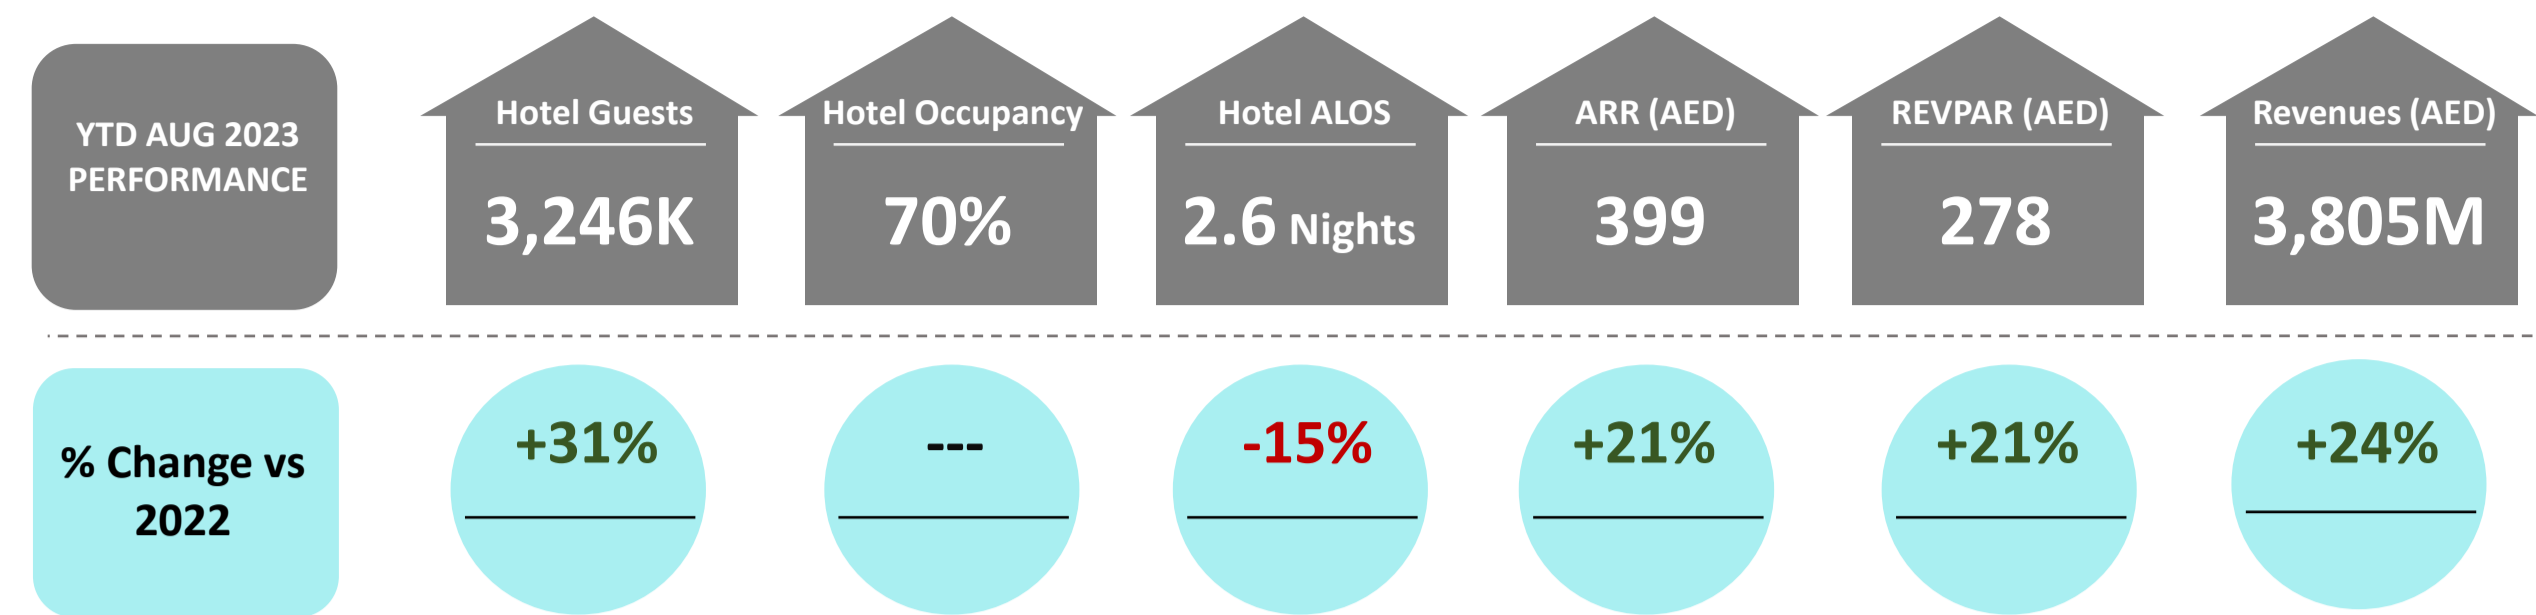 YTD AUG 2023
PERFORMANCE
Hotel Guests
3,246K
Hotel Occupancy
70%
Hotel ALOS
2.6 Nights
ARR (AED)
399
REVPAR (AED)
278
Revenues (AED)
3,805M
% Change vs
2022
+31%
---
-15%
+21%
+21%
+24%